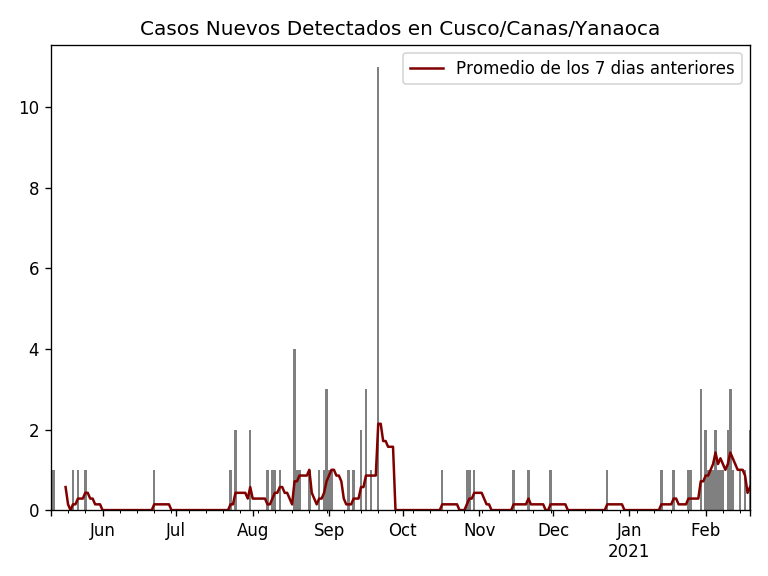 Casos Nuevos Detectados en Cusco/Canas/Yanaoca
Promedio de los 7 dias anteriores
10
8
6
4
2
0
Jun Jul Aug Sep Oct Nov Dec Jan Feb
2021